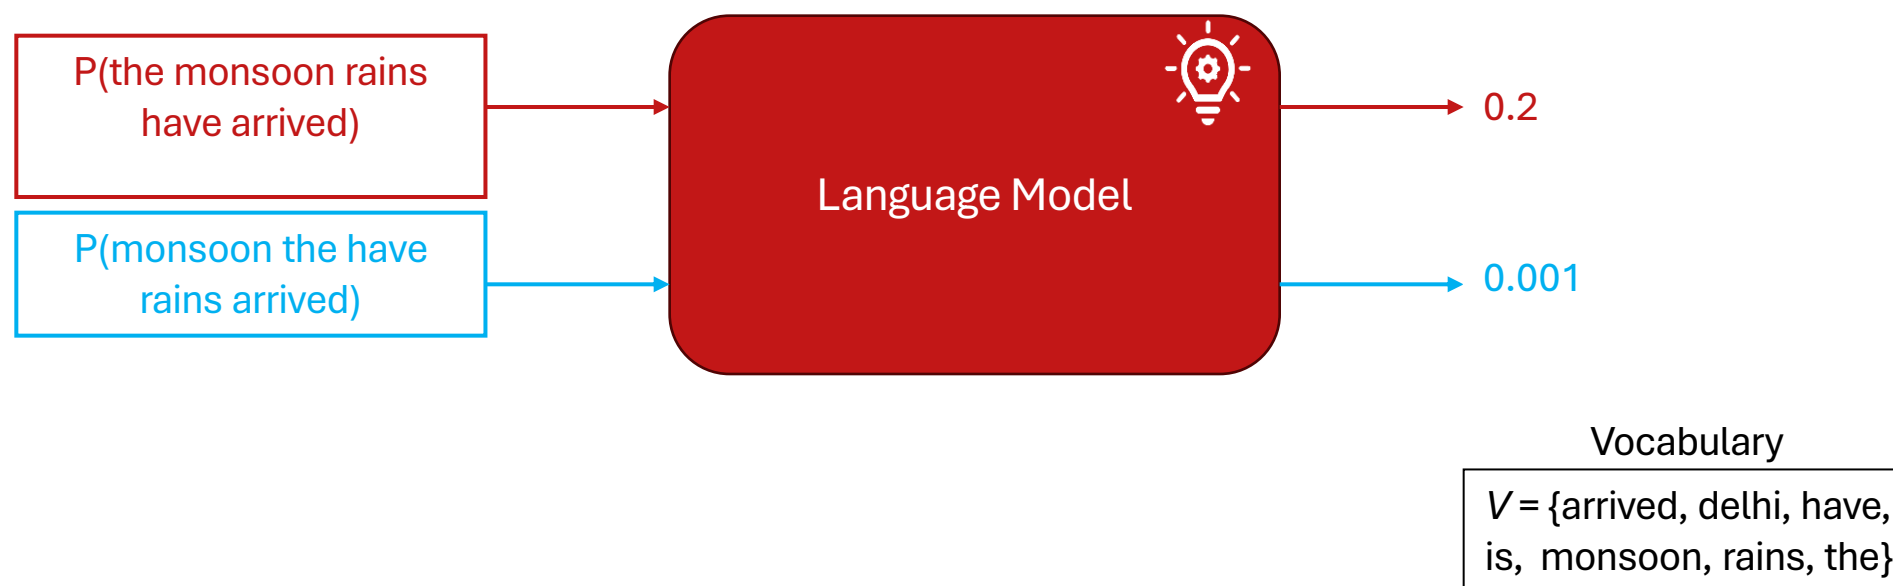 P(the monsoon rains
have arrived)
0.2
Language Model
P(monsoon the have
rains arrived)
0.001
Vocabulary
V = {arrived, delhi, have,
is, monsoon, rains, the}